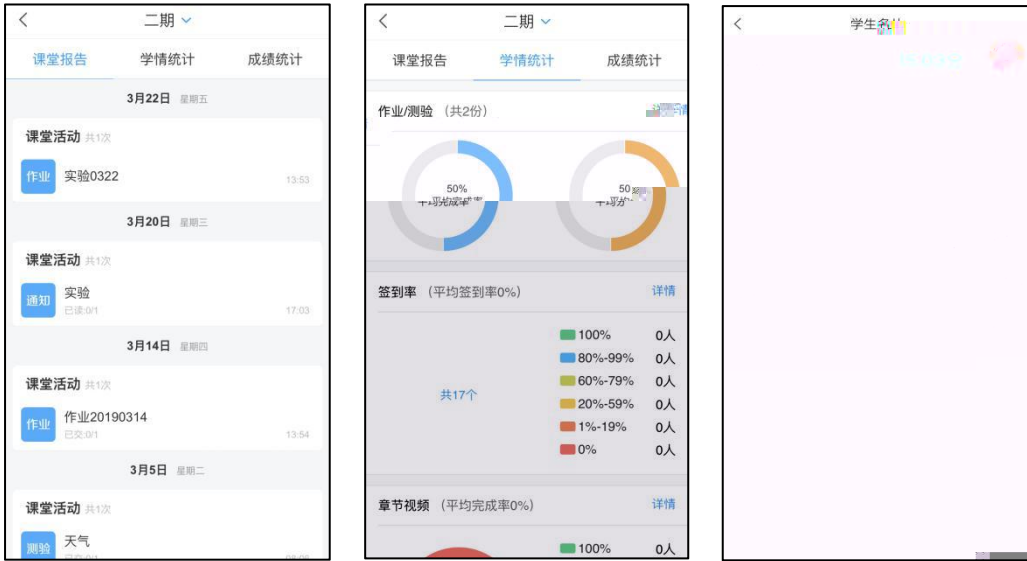 二期
课堂报告 学情统计 成绩统计
3月22日 星期五
课堂活动 共1次
作业 实验0322 13:53
3月20日 星期三
课堂活动 共1次
通知 实验
已读:0/1 17:03
3月14日 星期四
课堂活动 共1次
作业 作业20190314
已交:0/1 13:54
3月5日 星期二
课堂活动 共1次
测验 天气
二期
课堂报告 学情统计 成绩统计
作业/测验 (共2份)
50%
平均完成率
50
签到率 (平均签到率0%) 详情
共17个
100% 0人
80%-99% 0人
60%-79% 0人
20%-59% 0人
1%-19% 0人
0% 0人
章节视频 (平均完成率0%) 详情
100% 0人
学生